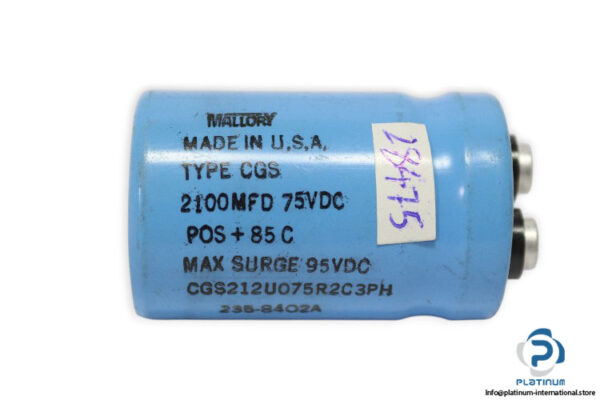 MALLORY
MADE IN U.S.A.
TYPE CGS
2100MFD 75VDC
POS + 85 C
MAX SURGE 95VDC
CGS212U075R2C3PH
235-8402A
28475
PLATINUM
info@platinum-international.store